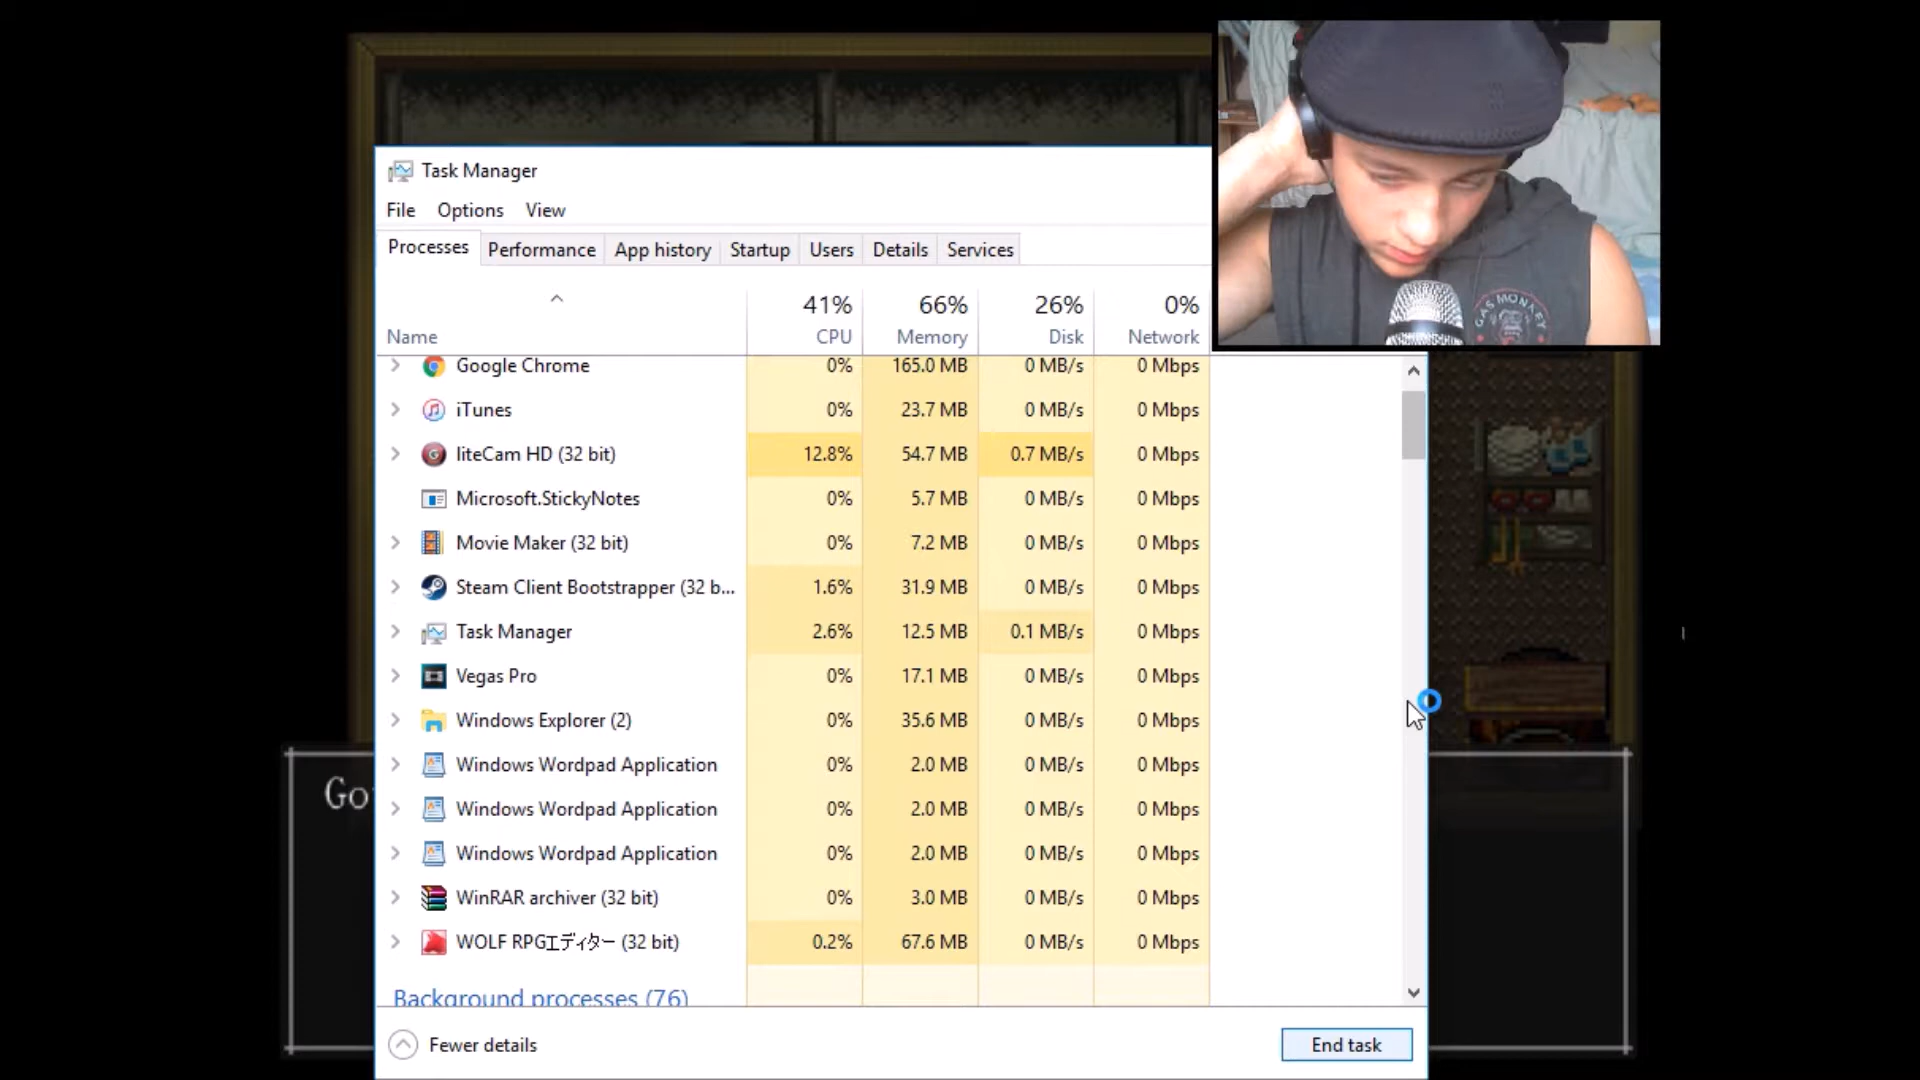 Task Manager
File Options View
Processes Performance App history Startup Users Details Services
41% 66% 26% 0%
Name CPU Memory Disk Network
Google Chrome 0% 165.0 MB 0 MB/s 0 Mbps
iTunes 0% 23.7 MB 0 MB/s 0 Mbps
liteCam HD (32 bit) 12.8% 54.7 MB 0.7 MB/s 0 Mbps
Microsoft.StickyNotes 0% 5.7 MB 0 MB/s 0 Mbps
Movie Maker (32 bit) 0% 7.2 MB 0 MB/s 0 Mbps
Steam Client Bootstrapper (32 b... 1.6% 31.9 MB 0 MB/s 0 Mbps
Task Manager 2.6% 12.5 MB 0.1 MB/s 0 Mbps
Vegas Pro 0% 17.1 MB 0 MB/s 0 Mbps
Windows Explorer (2) 0% 35.6 MB 0 MB/s 0 Mbps
Windows Wordpad Application 0% 2.0 MB 0 MB/s 0 Mbps
Go
Windows Wordpad Application 0% 2.0 MB 0 MB/s 0 Mbps
Windows Wordpad Application 0% 2.0 MB 0 MB/s 0 Mbps
WinRAR archiver (32 bit) 0% 3.0 MB 0 MB/s 0 Mbps
WOLF RPGエディター (32 bit) 0.2% 67.6 MB 0 MB/s 0 Mbps
Background processes (76)
Fewer details End task
GAS MONKEY